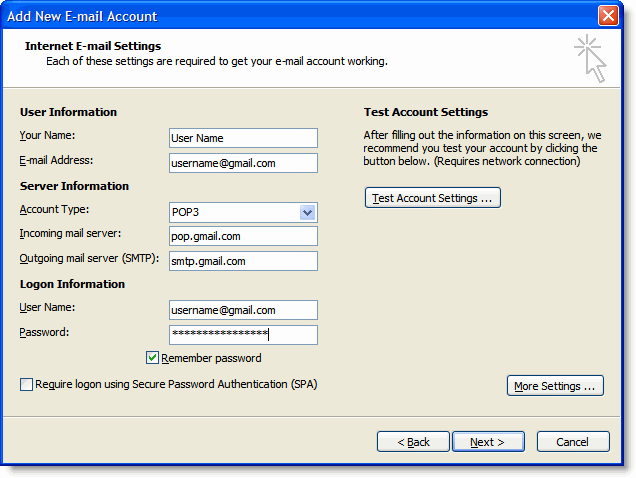 Add New E-mail Account
Internet E-mail Settings
Each of these settings are required to get your e-mail account working.
User Information
Your Name: User Name
E-mail Address: username@gmail.com
Server Information
Account Type: POP3
Incoming mail server: pop.gmail.com
Outgoing mail server (SMTP): smtp.gmail.com
Logon Information
User Name: username@gmail.com
Password: ****************
Remember password
Require logon using Secure Password Authentication (SPA)
Test Account Settings
After filling out the information on this screen, we
recommend you test your account by clicking the
button below. (Requires network connection)
Test Account Settings ...
More Settings ...
< Back
Next >
Cancel